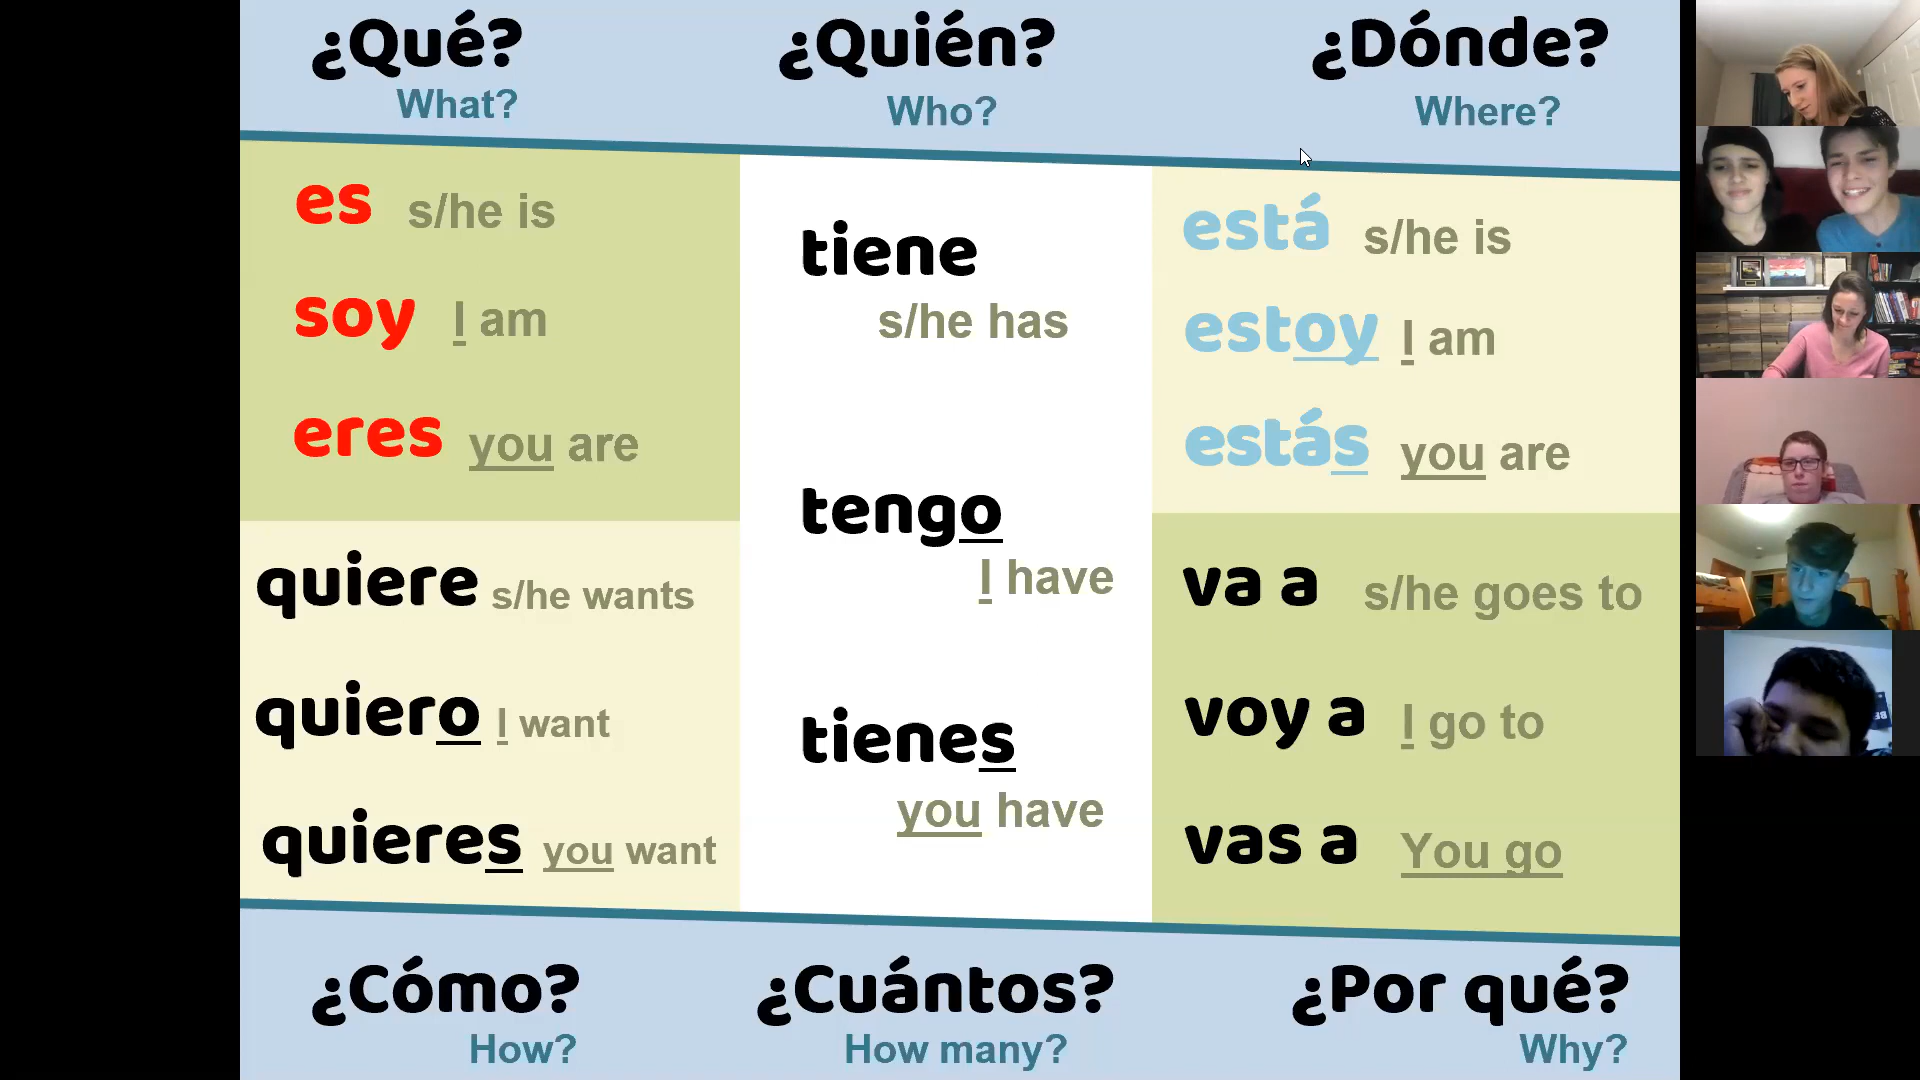 ¿Qué?
What?
¿Quién?
Who?
¿Dónde?
Where?
es s/he is
soy I am
eres you are
quiere s/he wants
quiero I want
quieres you want
tiene
s/he has
tengo
I have
tienes
you have
está s/he is
estoy I am
estás you are
va a s/he goes to
voy a I go to
vas a You go
¿Cómo?
How?
¿Cuántos?
How many?
¿Por qué?
Why?